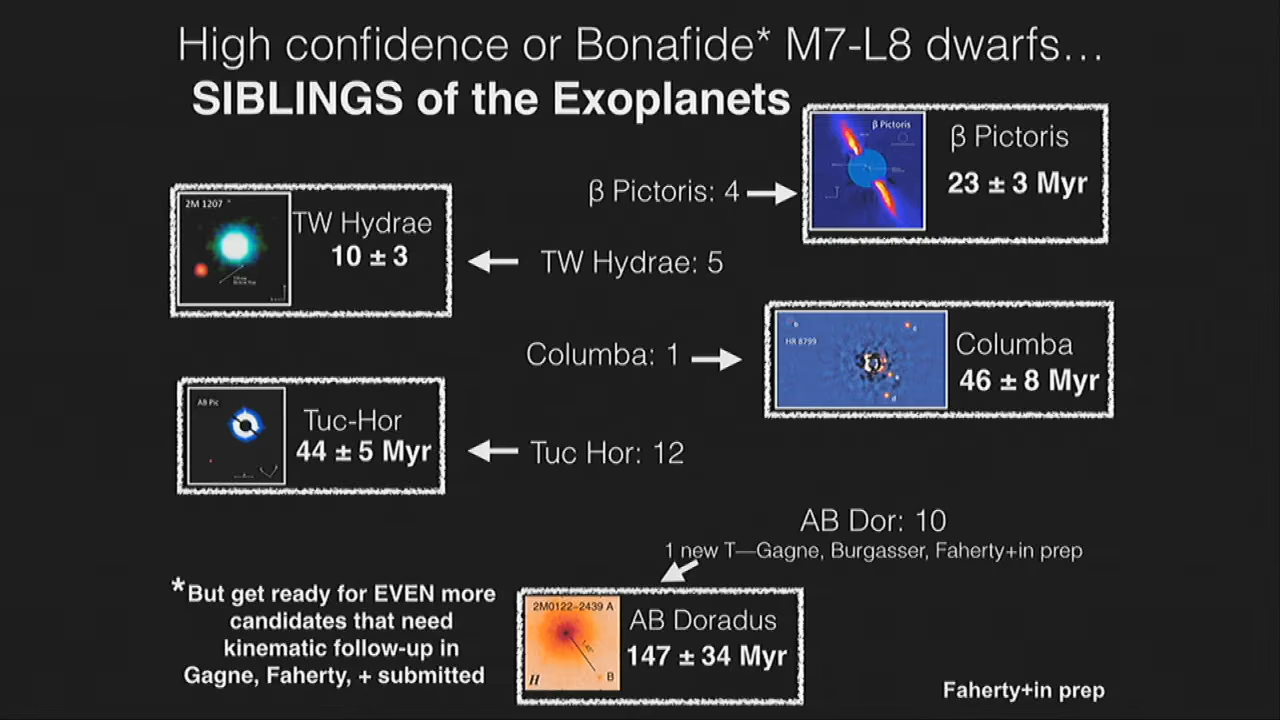 High confidence or Bonafide* M7-L8 dwarfs...
SIBLINGS of the Exoplanets
β Pictoris
β Pictoris
23 ± 3 Myr
β Pictoris: 4
2M 1207
TW Hydrae
10 ± 3
TW Hydrae: 5
HR 8799
b
c
d
Columba
46 ± 8 Myr
Columba: 1
AB Pic
Tuc-Hor
44 ± 5 Myr
Tuc Hor: 12
AB Dor: 10
1 new T—Gagne, Burgasser, Faherty+in prep
*But get ready for EVEN more
candidates that need
kinematic follow-up in
Gagne, Faherty, + submitted
2M0122-2439 A
B
H
AB Doradus
147 ± 34 Myr
Faherty+in prep